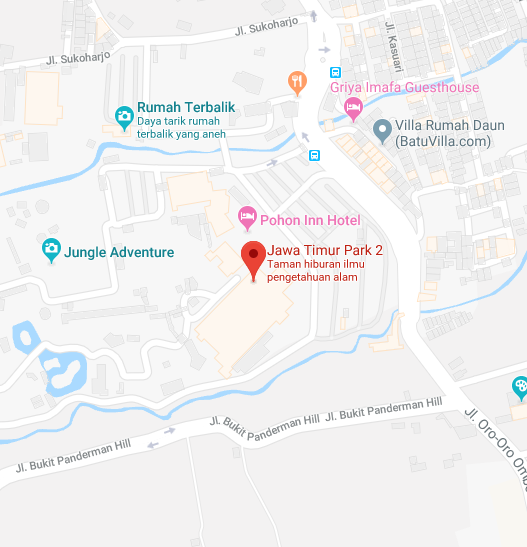 Jl. Sukoharjo
Jl. Sukoharjo
Jl. Kasuari
Griya Imafa Guesthouse
Rumah Terbalik
Daya tarik rumah
terbalik yang aneh
Villa Rumah Daun
(BatuVilla.com)
Pohon Inn Hotel
Jungle Adventure
Jawa Timur Park 2
Taman hiburan ilmu
pengetahuan alam
Jl. Bukit Panderman Hill
Jl. Bukit Panderman Hill
Jl. Bukit Panderman Hill
Jl. Oro-Oro Omb